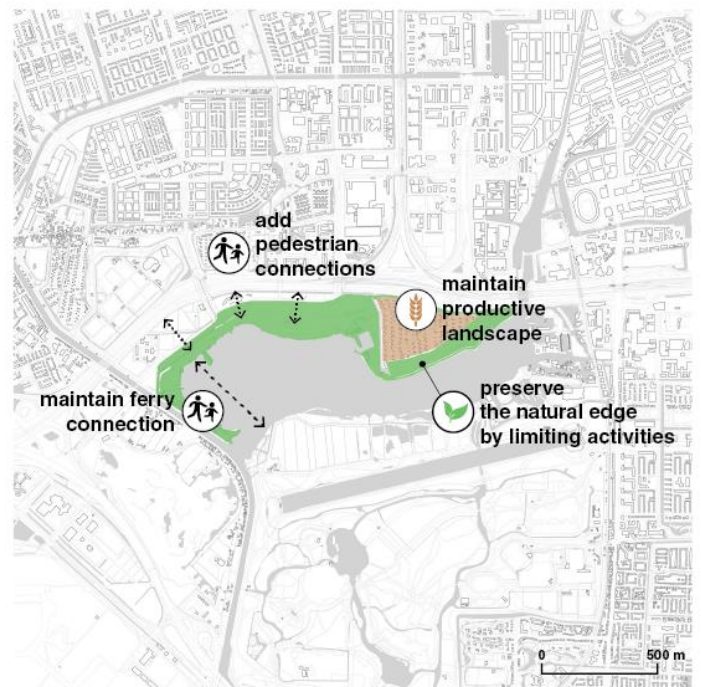 add
pedestrian
connections
maintain
productive
landscape
maintain ferry
connection
preserve
the natural edge
by limiting activities
0 500 m